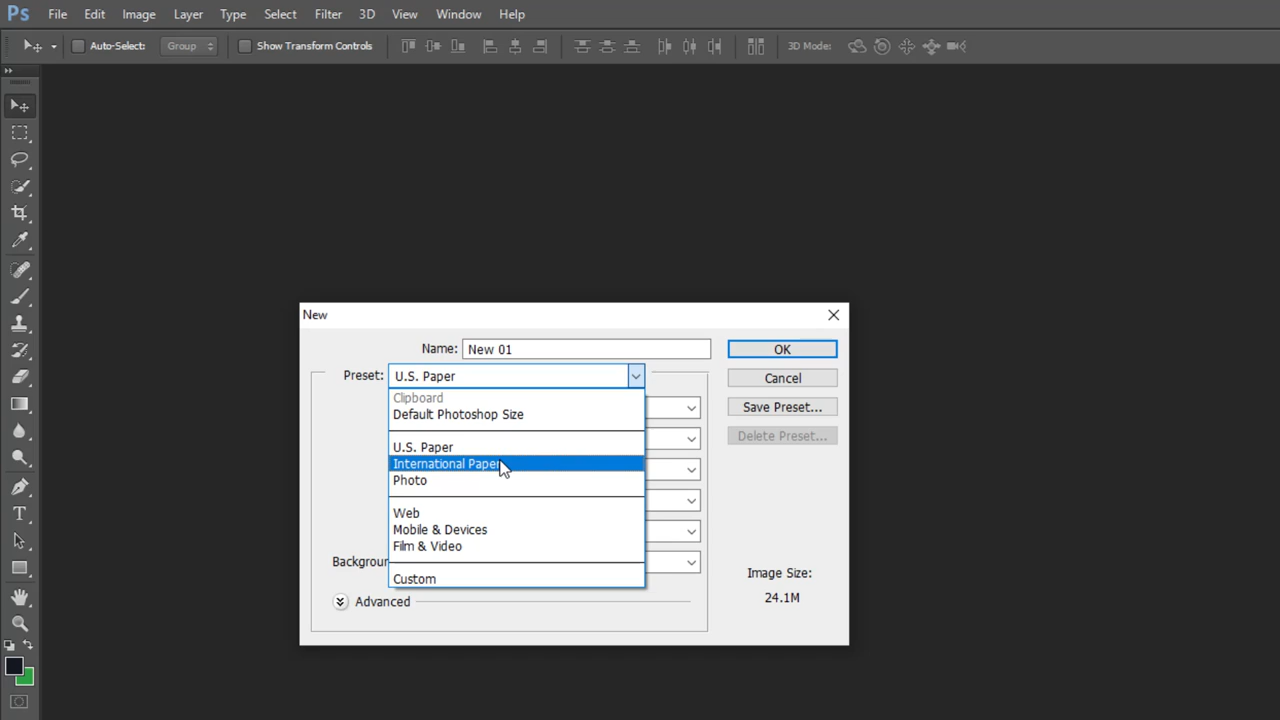 Ps File Edit Image Layer Type Select Filter 3D View Window Help
Auto-Select: Group Show Transform Controls 3D Mode:
New
Name: New 01 OK
Preset: U.S. Paper Cancel
Clipboard
Default Photoshop Size Save Preset...
Delete Preset...
U.S. Paper
International Paper
Photo
Web
Mobile & Devices
Film & Video
Backgroun
Custom
Image Size:
24.1M
Advanced
T